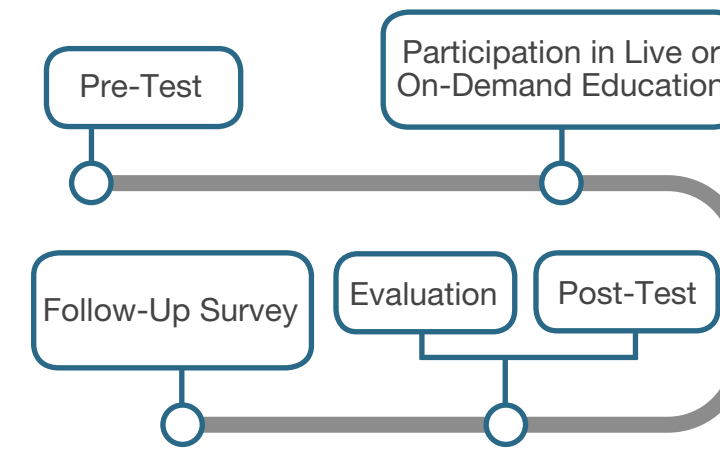 Pre-Test
Participation in Live or
On-Demand Education
Follow-Up Survey
Evaluation
Post-Test